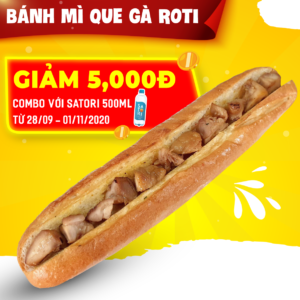 BÁNH MÌ QUE GÀ ROTI
GIẢM 5,000Đ
COMBO VỚI SATORI 500ML
TỪ 28/09 - 01/11/2020